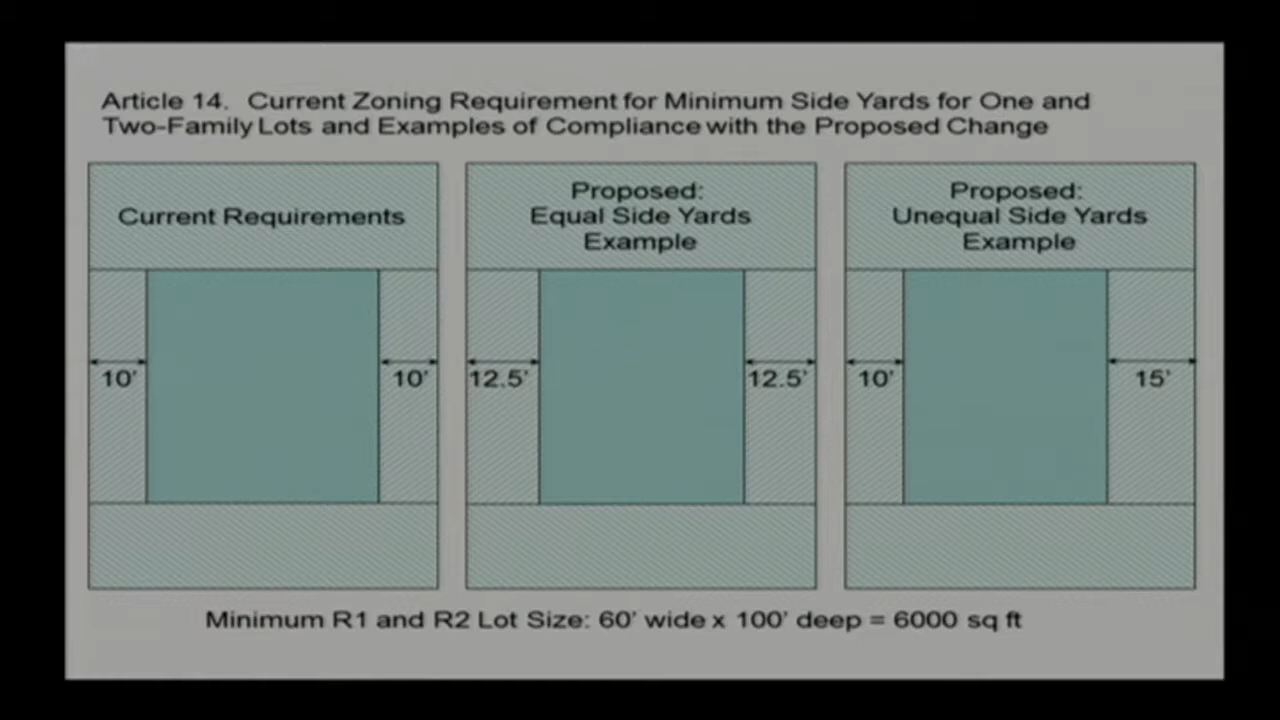 Article 14. Current Zoning Requirement for Minimum Side Yards for One and
Two-Family Lots and Examples of Compliance with the Proposed Change
Current Requirements
Proposed:
Equal Side Yards
Example
Proposed:
Unequal Side Yards
Example
10'
10'
12.5'
12.5'
10'
15'
Minimum R1 and R2 Lot Size: 60' wide x 100' deep = 6000 sq ft